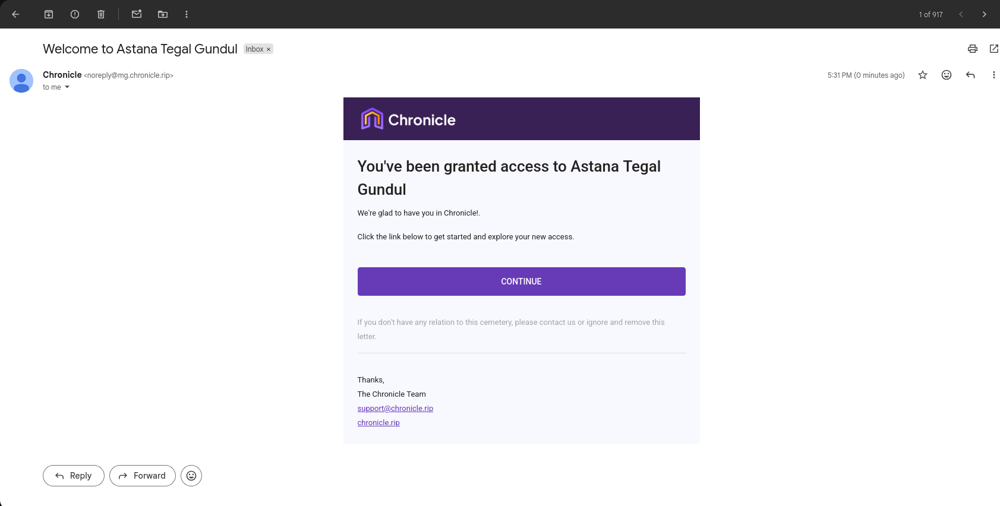 1 of 917
Welcome to Astana Tegal Gundul Inbox ×
Chronicle <noreply@mg.chronicle.rip> 5:31 PM (0 minutes ago)
to me
Chronicle
You've been granted access to Astana Tegal
Gundul
We're glad to have you in Chronicle!.
Click the link below to get started and explore your new access.
CONTINUE
If you don't have any relation to this cemetery, please contact us or ignore and remove this
letter.
Thanks,
The Chronicle Team
support@chronicle.rip
chronicle.rip
Reply Forward